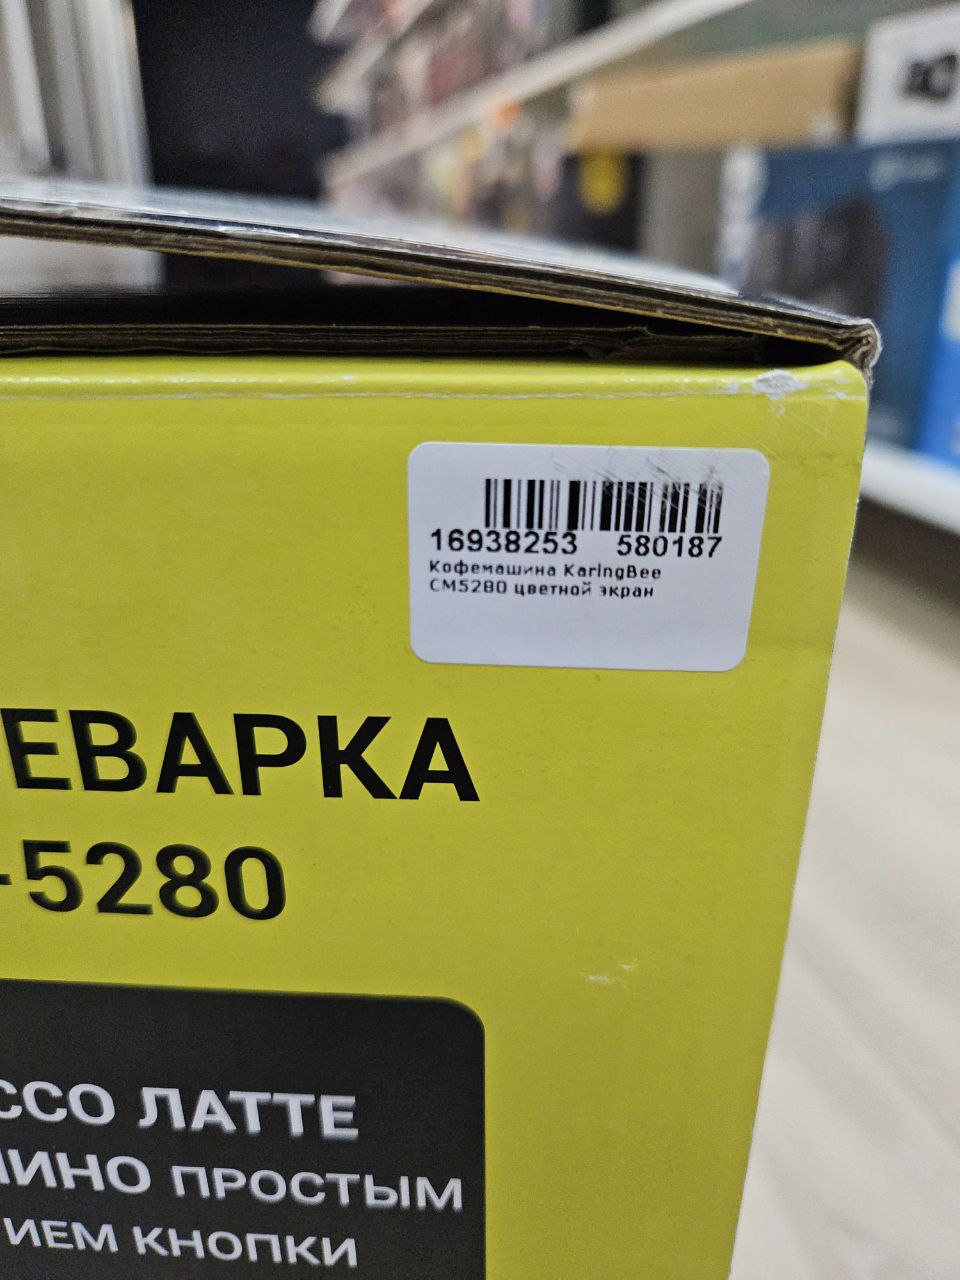 16938253 580187
Кофемашина KaringBee
CM5280 цветной экран
ЕВАРКА
-5280
ССО ЛАТТЕ
ИНО ПРОСТЫМ
ИЕМ КНОПКИ